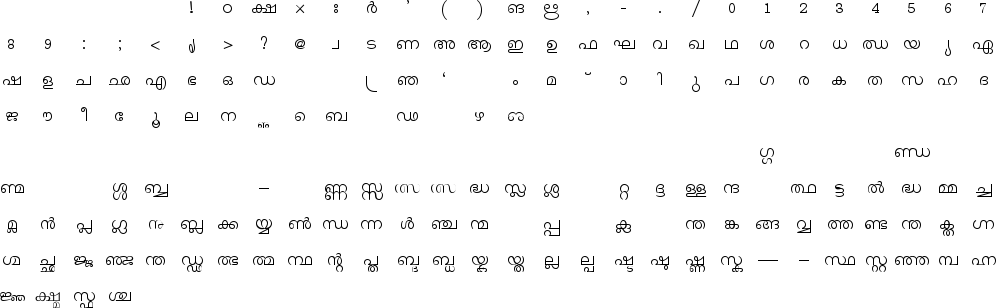 ! ഠ ക്ഷ × ഃ ർ ' ( ) ങ ഋ , - . / 0 1 2 3 4 5 6 7
8 9 : ; < ൃ > ? @ ച ട ണ അ ആ ഇ ഉ ഫ ഘ വ ഖ ഥ ശ റ ധ ഝ യ ്യ ഏ
ഷ ള ച ഛ എ ഭ ഒ ഡ ്ര ഞ ‘ ം മ ് ാ ി ു പ ഗ ര ക ത സ ഹ ദ
ജ ൗ ീ േ ൂ ല ന െ ബ ഢ ഴ ഌ
ഗ്ഗ ണ്ഡ
ണ്മ ശ്ശ ബ്ബ – ണ്ണ സ്സ ദ്ധ സ്ല ശ്ല റ്റ ദ്ദ ള്ള ന്ദ ത്ഥ ട്ട ൽ ദ്ധ മ്മ ച്ച
മ്ല ൻ പ്ല ഗ്ല ബ്ല ക്ക യ്യ ൺ ന്ധ ന്ന ൾ ഞ്ച ന്മ പ്പ ക്ല ന്ത ങ്ക ങ്ങ വ്വ ത്ത ണ്ട ന്ത ക്ത ഗ്ന
ഗ്മ ച്ഛ ജ്ജ ഞ്ജ ന്ത ഡ്ഡ ത്ഭ ത്മ ന്ഥ ന്റ പ്ത ബ്ദ ബ്ധ യ്ക യ്ത ല്ല ല്പ ഷ്ട ഷു ഷ്ണ സ്ക — – സ്ഥ സ്റ്റ ഞ്ഞ മ്പ ഹ്ന
ജ്ഞ ക്ഷ്മ സ്ഫ ശ്ച